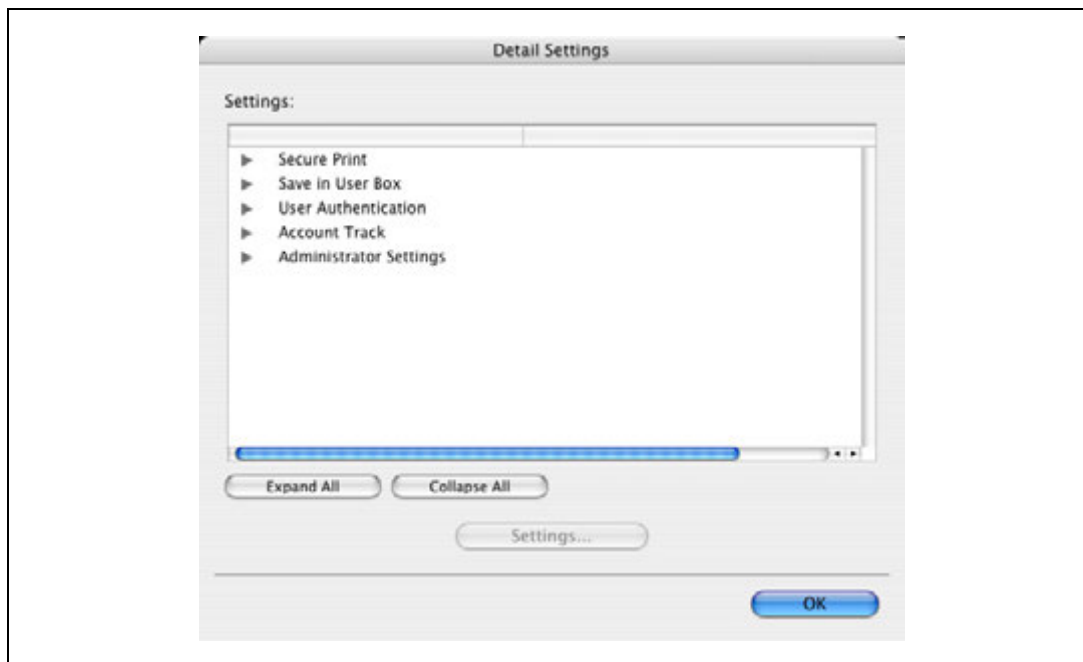 Detail Settings
Settings:
Secure Print
Save in User Box
User Authentication
Account Track
Administrator Settings
Expand All Collapse All
Settings...
OK